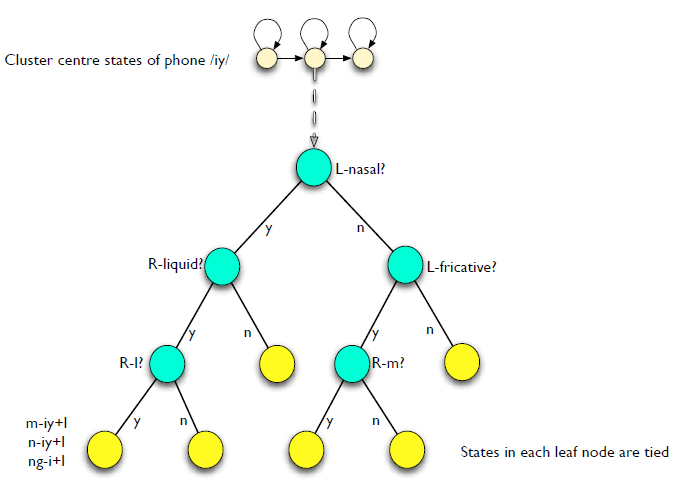 Cluster centre states of phone /iy/
L-nasal?
y
n
R-liquid?
L-fricative?
y
n
y
n
R-l?
R-m?
m-iy+l
n-iy+l
ng-i+l
y
n
y
n
States in each leaf node are tied